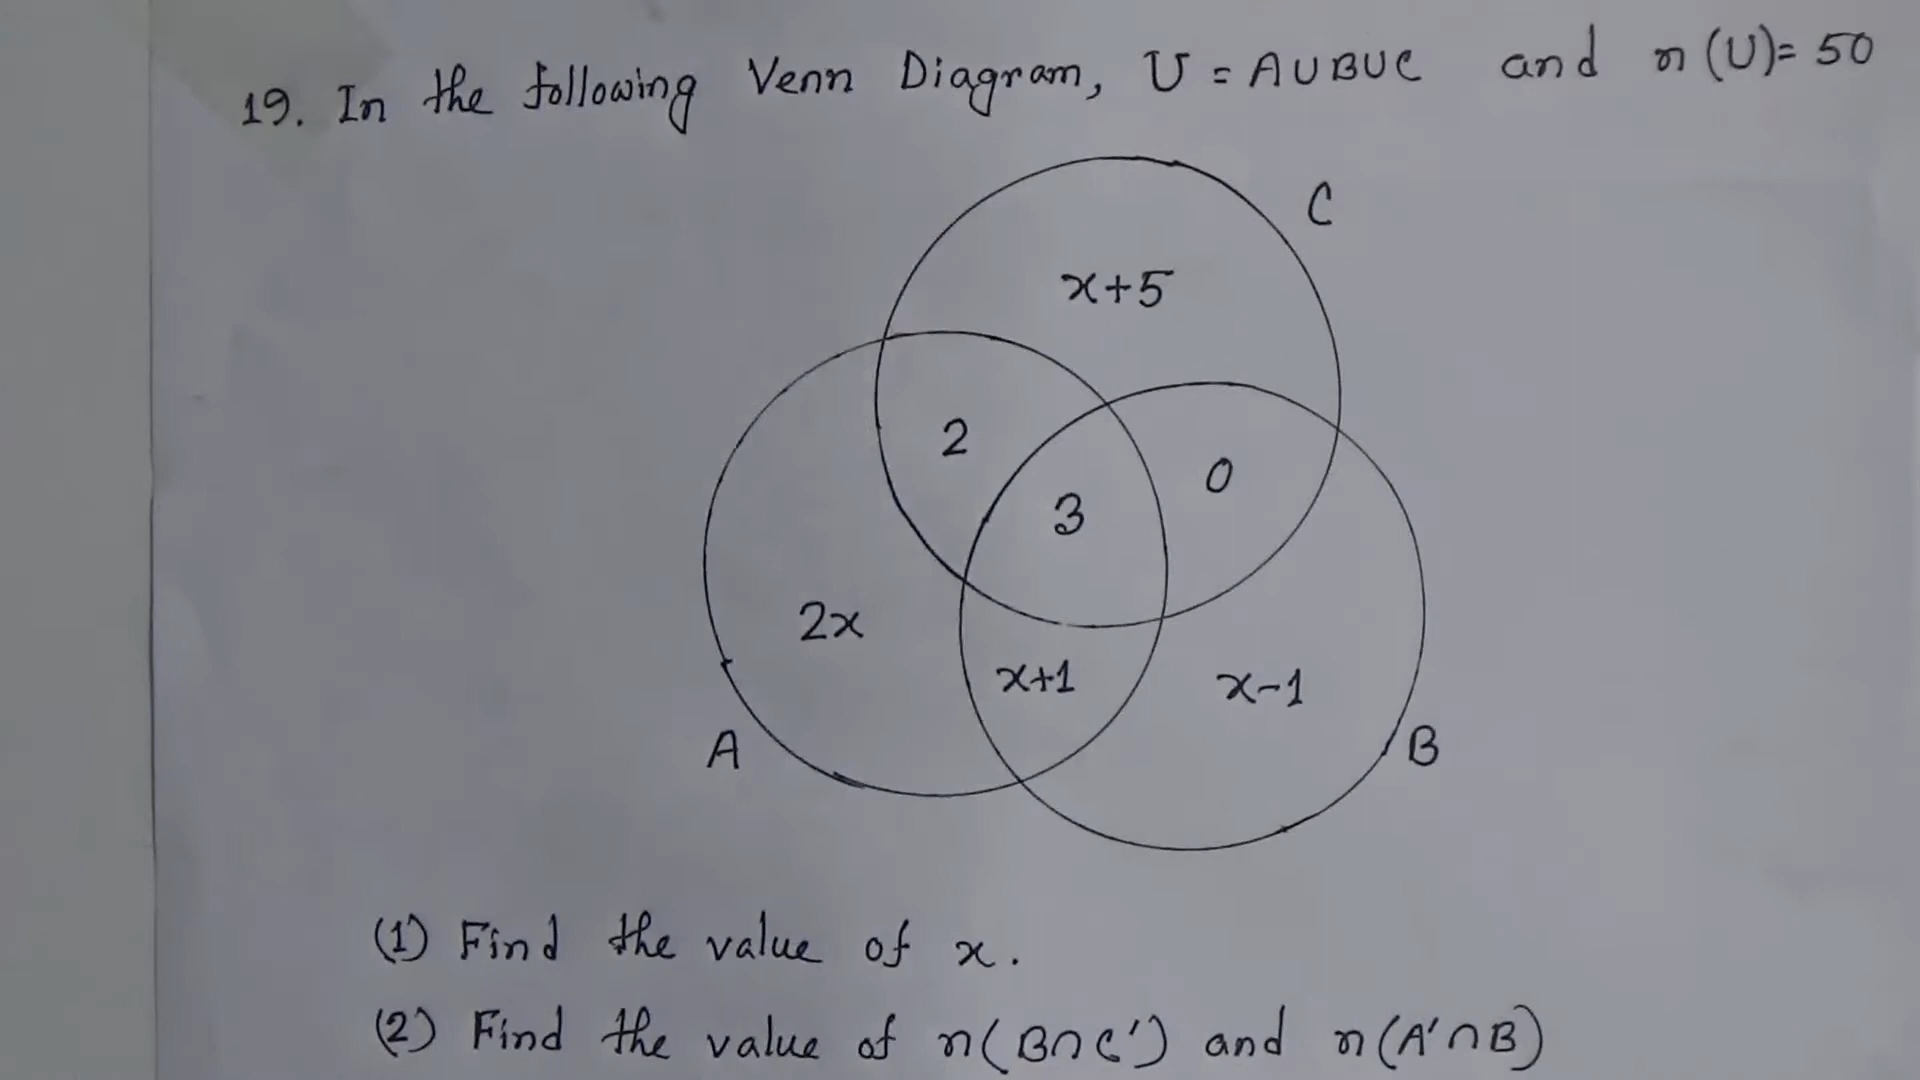 19. In the following Venn Diagram, U = A∪B∪C and n(U)= 50
C
x+5
2
0
3
2x
x+1
x-1
A
B
(1) Find the value of x.
(2) Find the value of n(B∩C') and n(A'∩B)